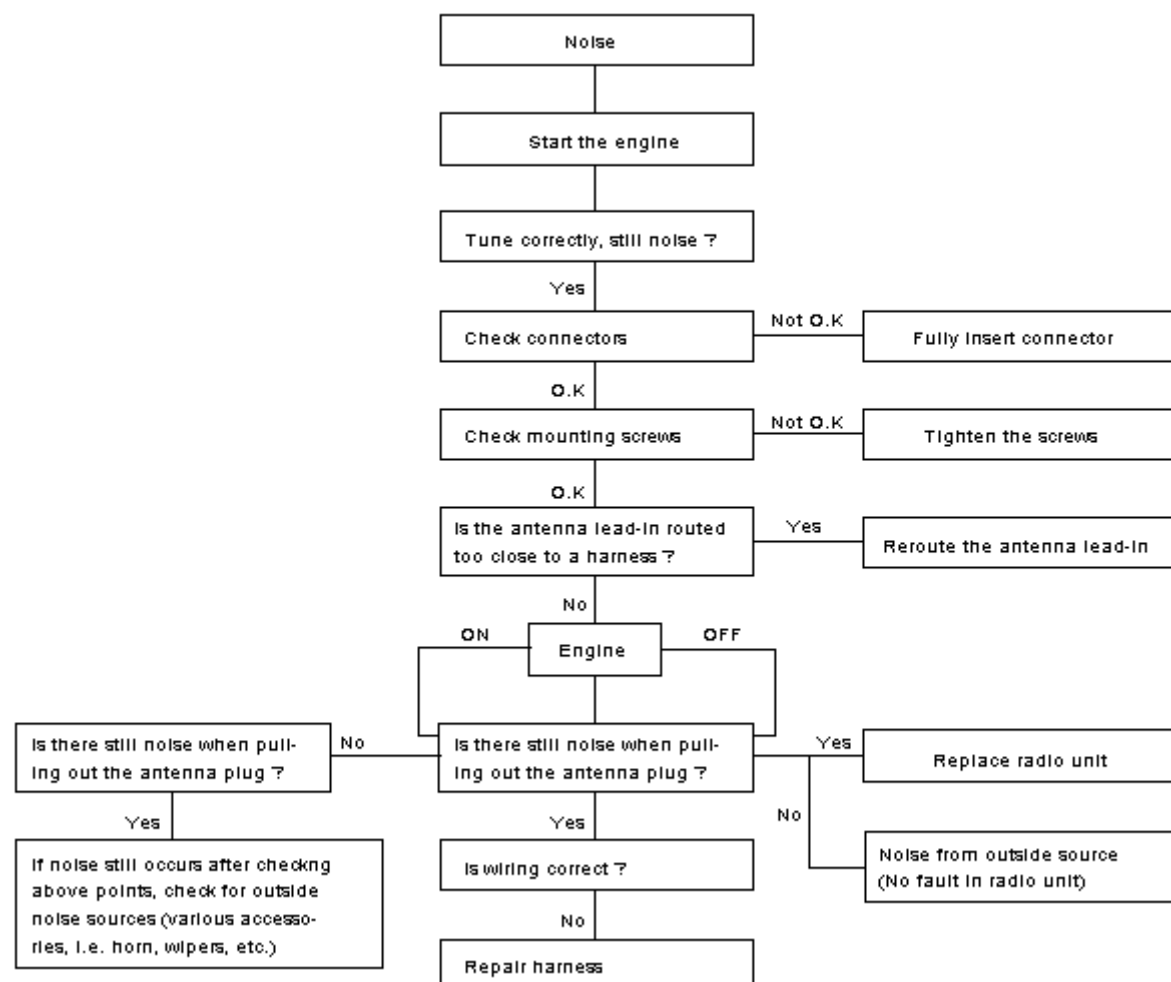 Noise
Start the engine
Tune correctly, still noise ?
Yes
Check connectors
Not O.K
Fully insert connector
O.K
Check mounting screws
Not O.K
Tighten the screws
O.K
Is the antenna lead-in routed
too close to a harness ?
Yes
Reroute the antenna lead-in
No
ON
Engine
OFF
Is there still noise when pull-
ing out the antenna plug ?
No
Is there still noise when pull-
ing out the antenna plug ?
Yes
Replace radio unit
No
Noise from outside source
(No fault in radio unit)
Yes
If noise still occurs after checkng
above points, check for outside
noise sources (various accesso-
ries, i.e. horn, wipers, etc.)
Yes
Is wiring correct ?
No
Repair harness